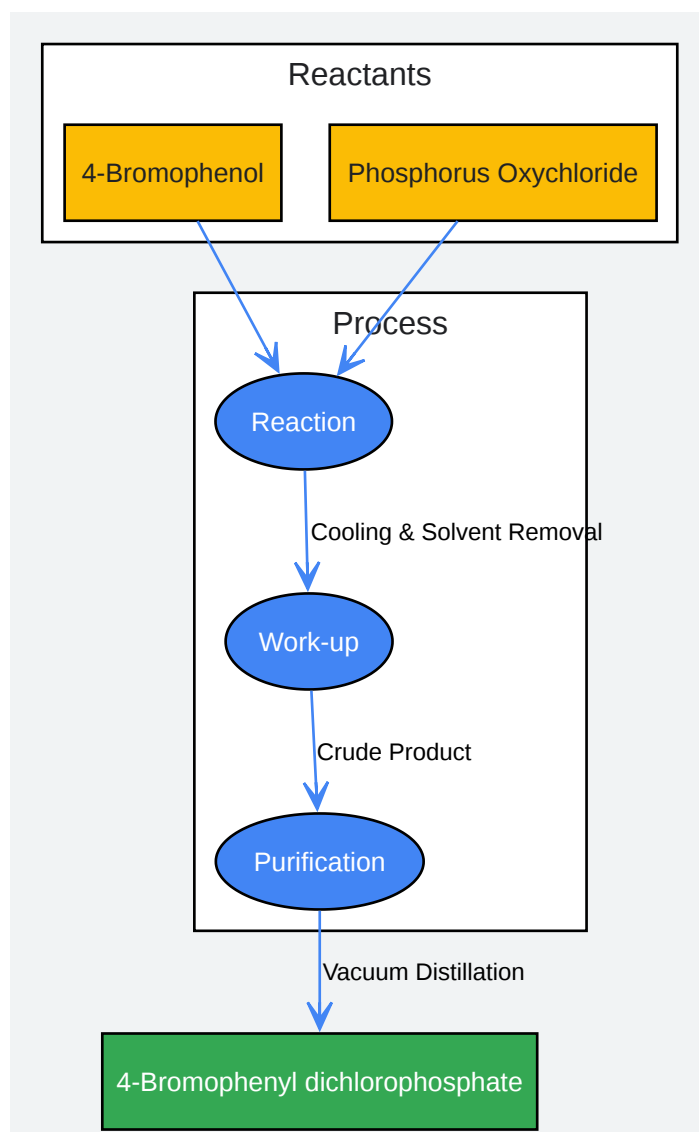 Reactants
4-Bromophenol
Phosphorus Oxychloride
Process
Reaction
Cooling & Solvent Removal
Work-up
Crude Product
Purification
Vacuum Distillation
4-Bromophenyl dichlorophosphate